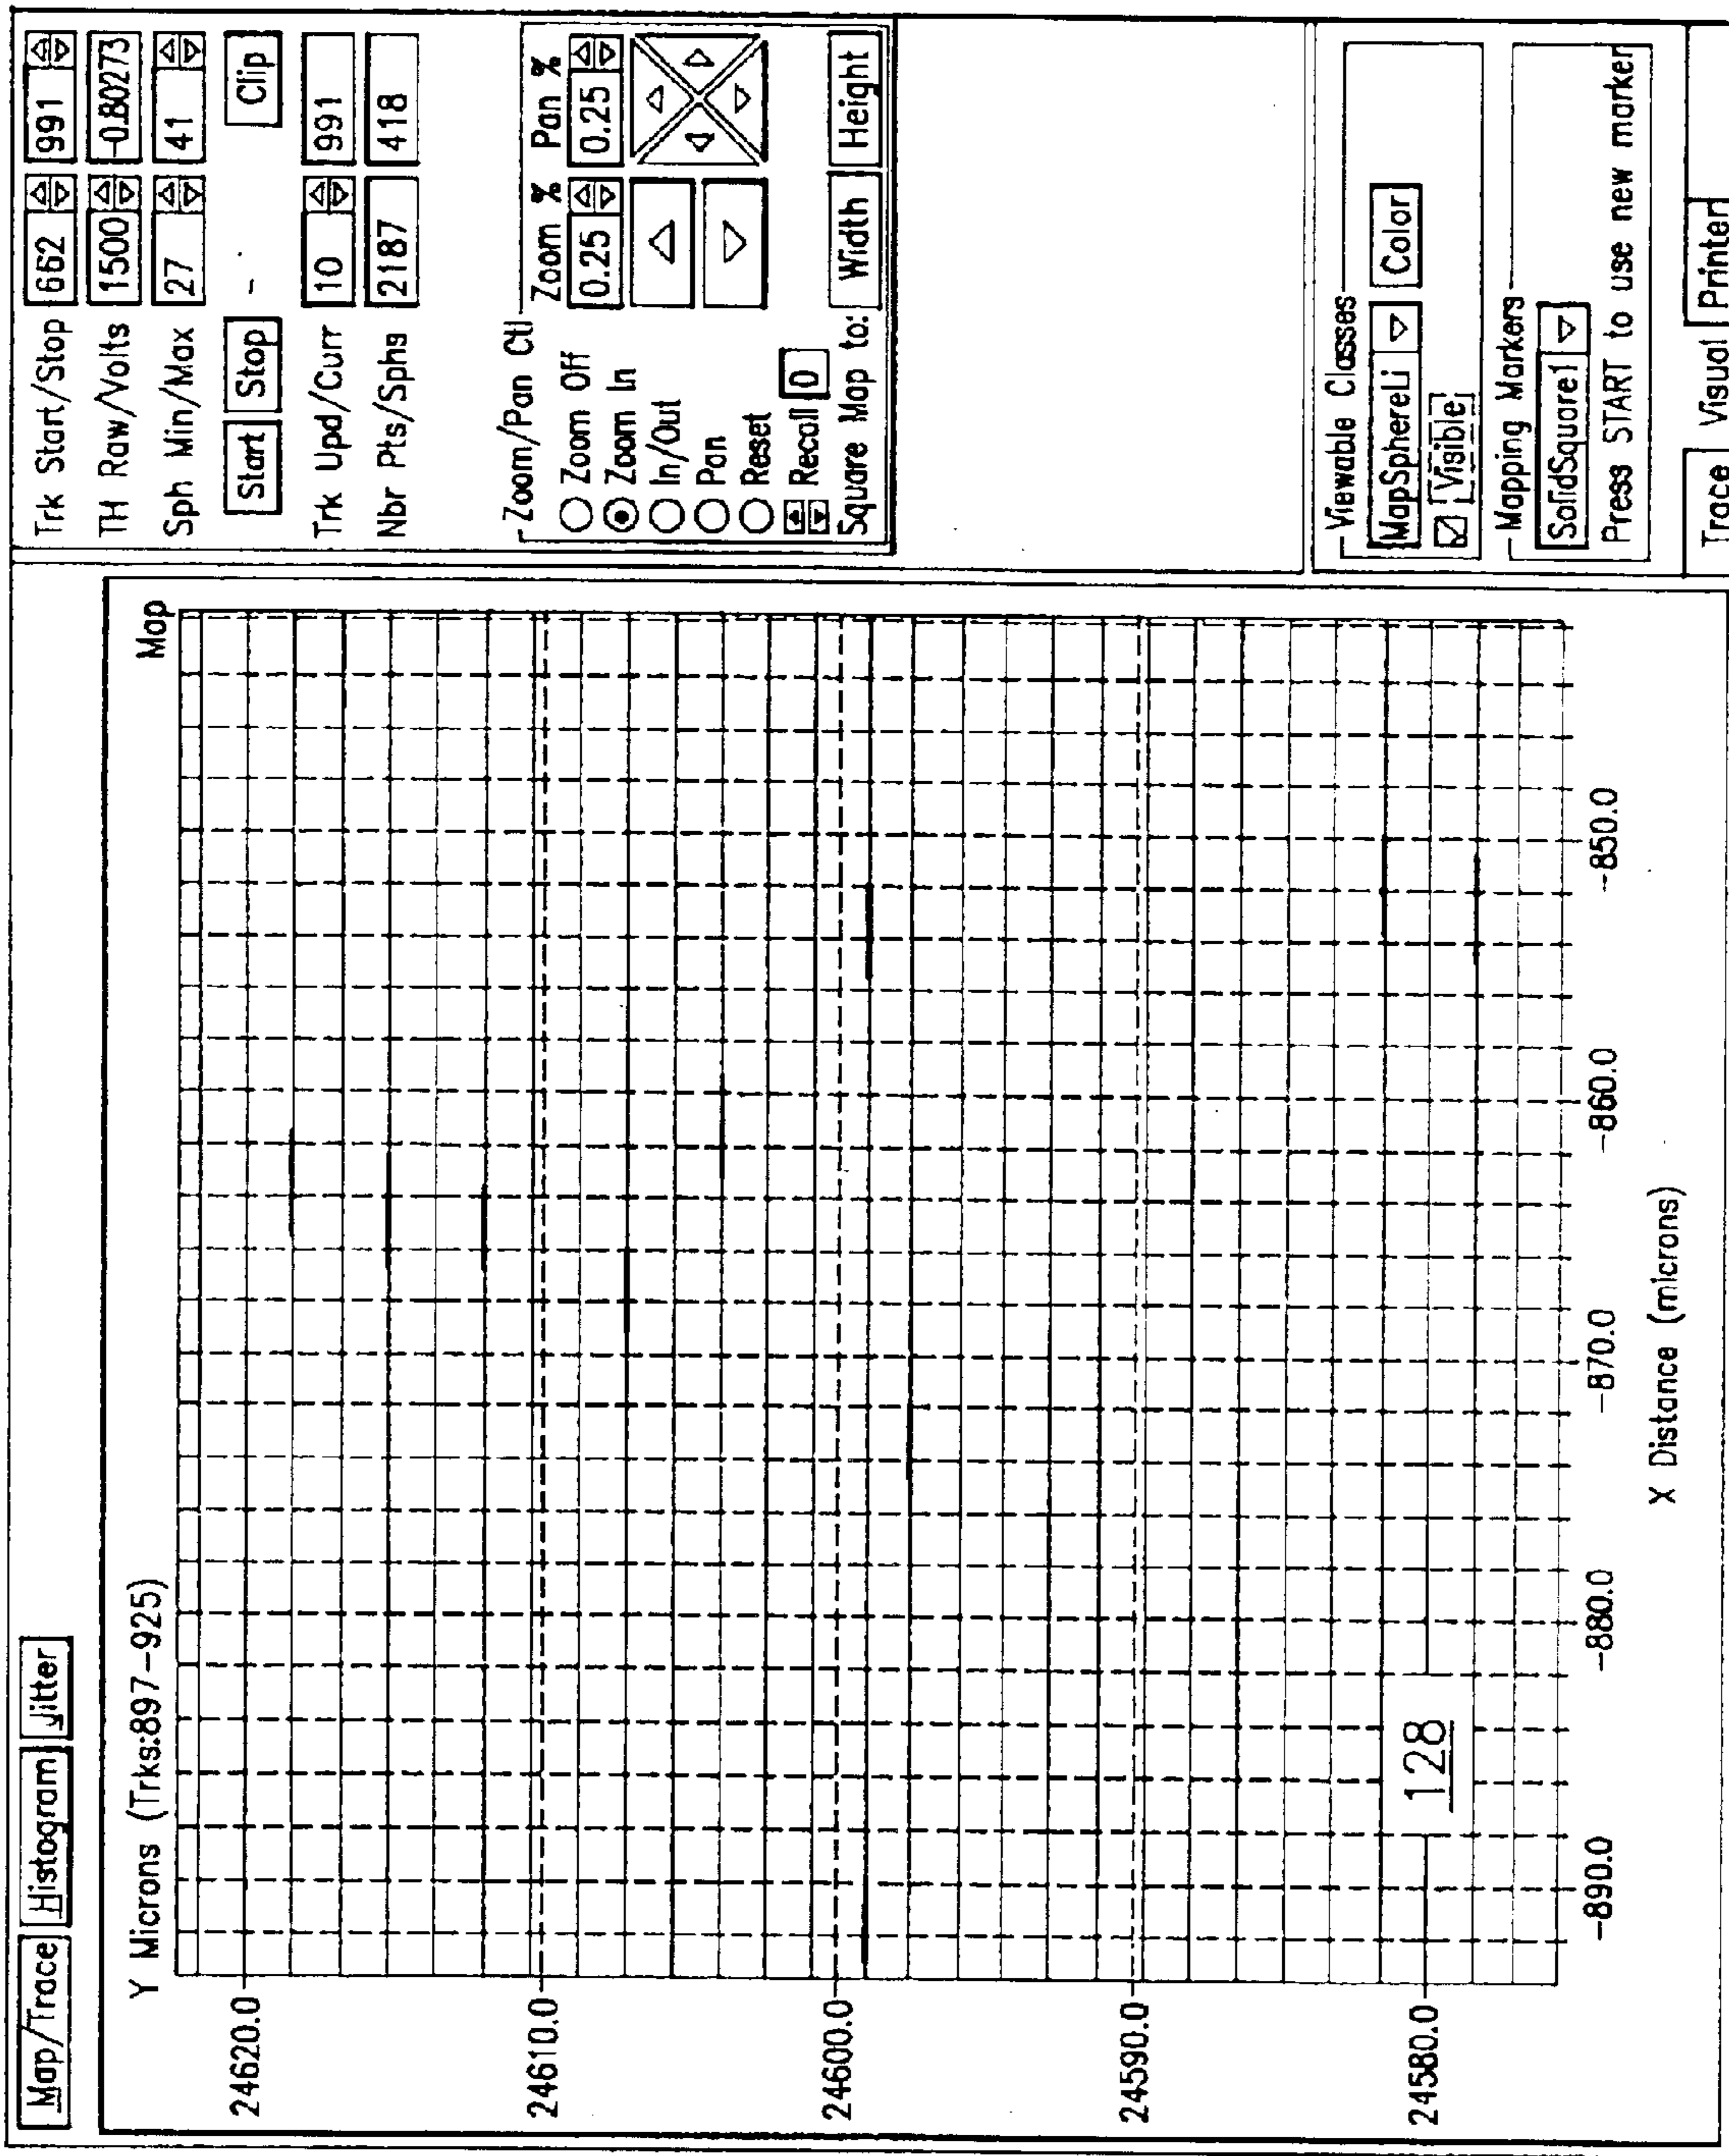 Map/Trace Histogram Jitter
Y Microns (Trks:897-925) Map
24620.0
24610.0
24600.0
24590.0
24580.0
128
-890.0 -880.0 -870.0 -860.0 -850.0
X Distance (microns)
Trk Start/Stop 662 991
TH Raw/Volts 1500 -0.80273
Sph Min/Max 27 41
Start Stop - Clip
Trk Upd/Curr 10 991
Nbr Pts/Sphs 2187 418
Zoom/Pan Ctl Zoom % Pan %
Zoom Off 0.25 0.25
Zoom In
In/Out
Pan
Reset
Recall 0
Square Map to: Width Height
Viewable Classes
MapSphereLi Color
Visible
Mapping Markers
SolidSquare1
Press START to use new marker
Trace Visual Printer